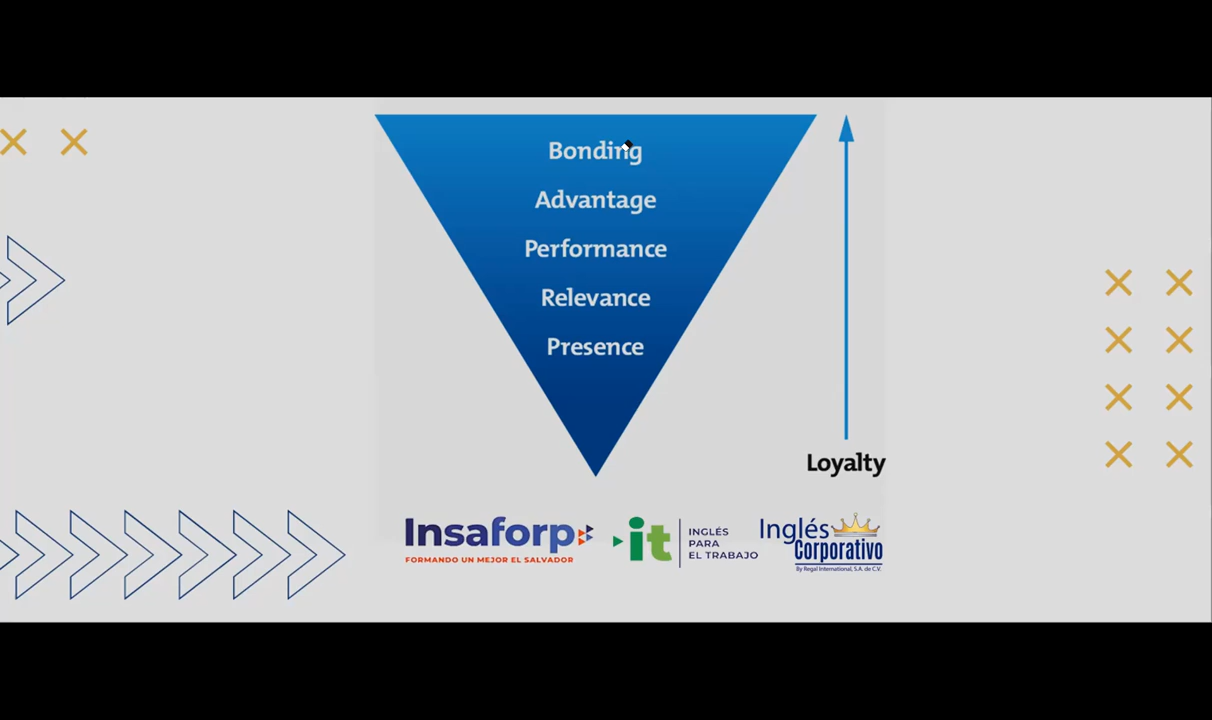 Bonding
Advantage
Performance
Relevance
Presence
Loyalty
Insaforp
FORMANDO UN MEJOR EL SALVADOR
it
INGLÉS
PARA
EL TRABAJO
Inglés
Corporativo
By Regal International, S.A. de C.V.